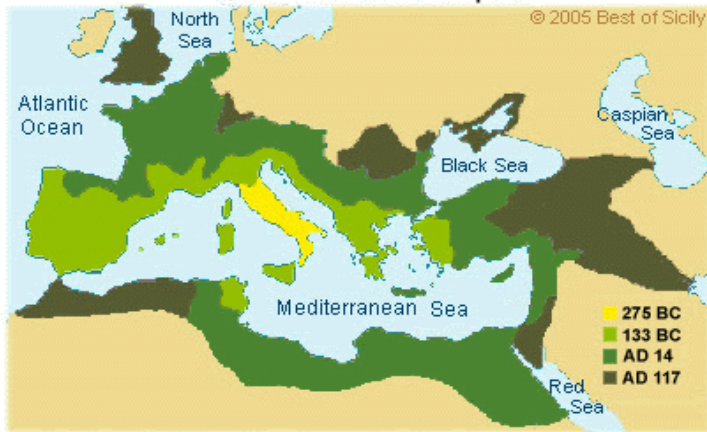 © 2005 Best of Sicily
North
Sea
Atlantic
Ocean
Caspian
Sea
Black Sea
Mediterranean Sea
275 BC
133 BC
AD 14
AD 117
Red
Sea